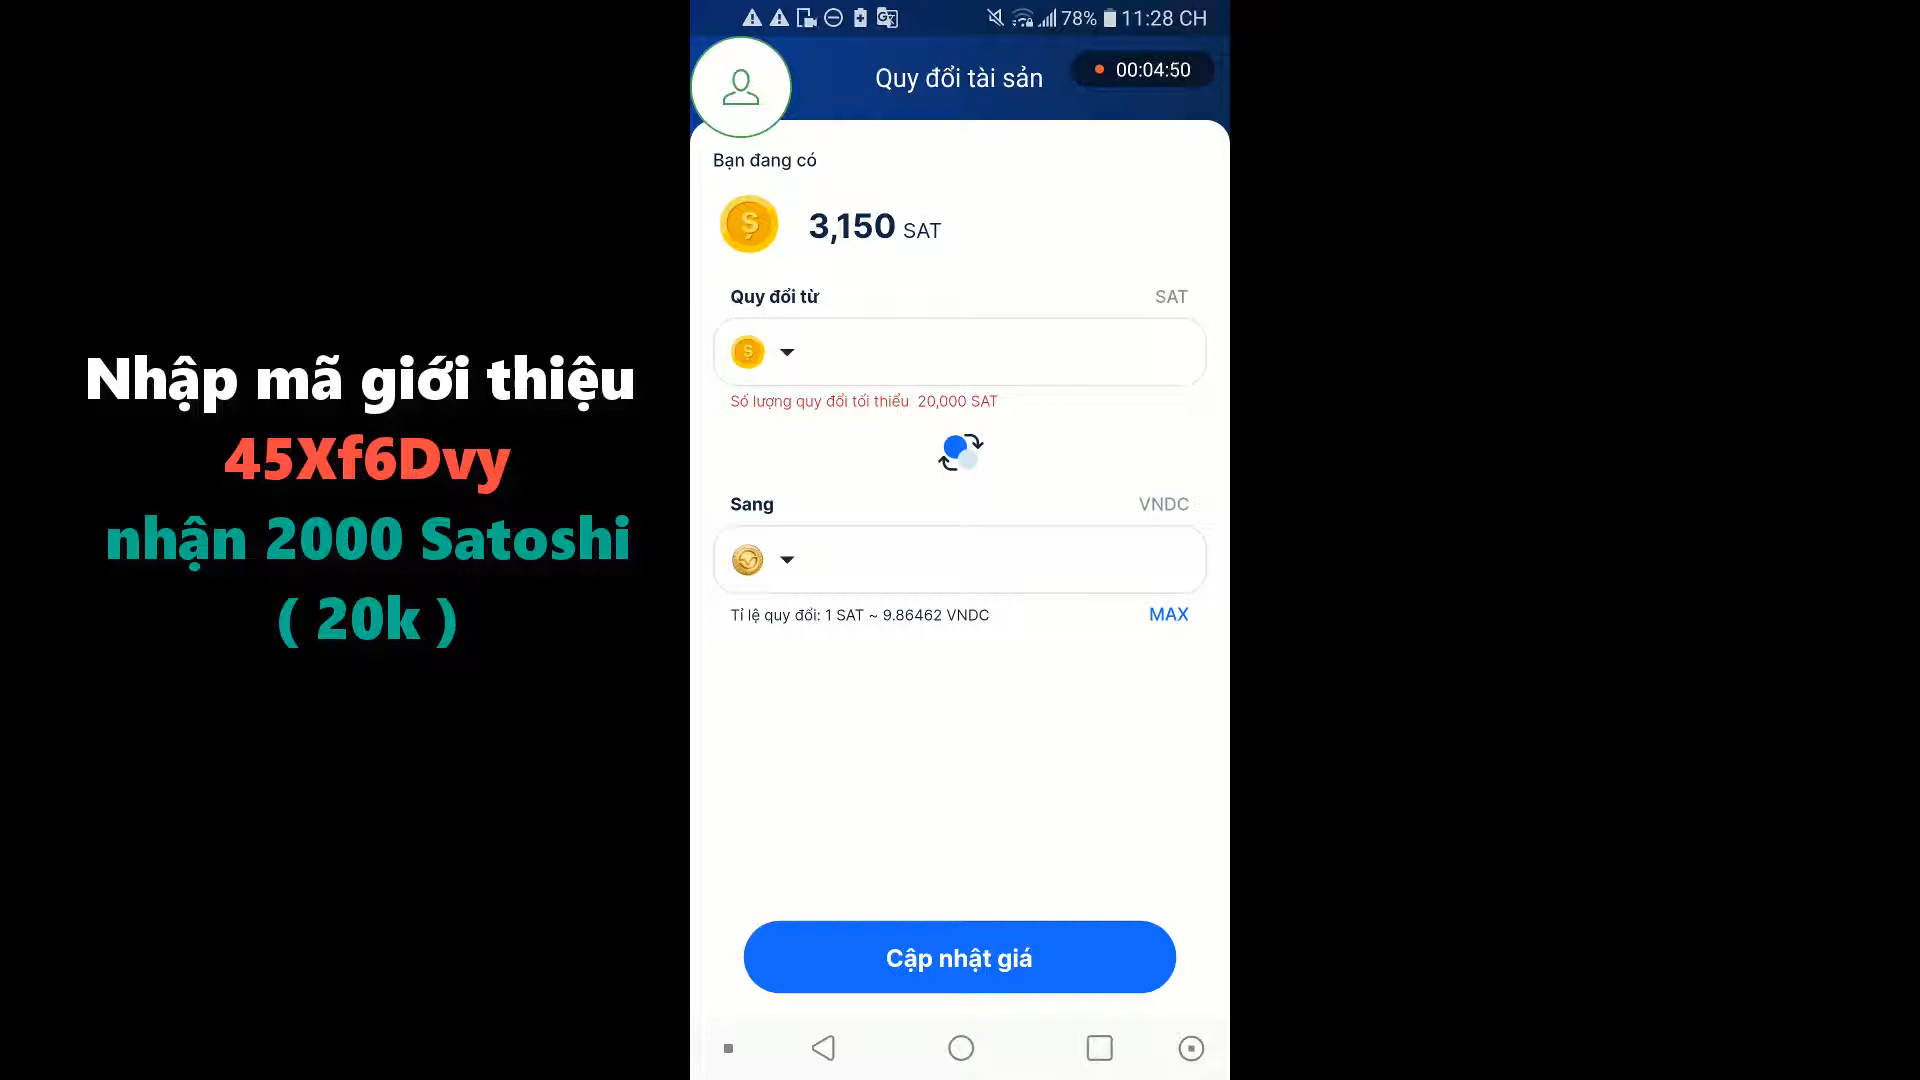 78% 11:28 CH
Quy đổi tài sản
00:04:50
Bạn đang có
3,150 SAT
Quy đổi từ SAT
Số lượng quy đổi tối thiểu 20,000 SAT
Sang VNDC
Tỉ lệ quy đổi: 1 SAT ~ 9.86462 VNDC MAX
Cập nhật giá
Nhập mã giới thiệu
45Xf6Dvy
nhận 2000 Satoshi
( 20k )